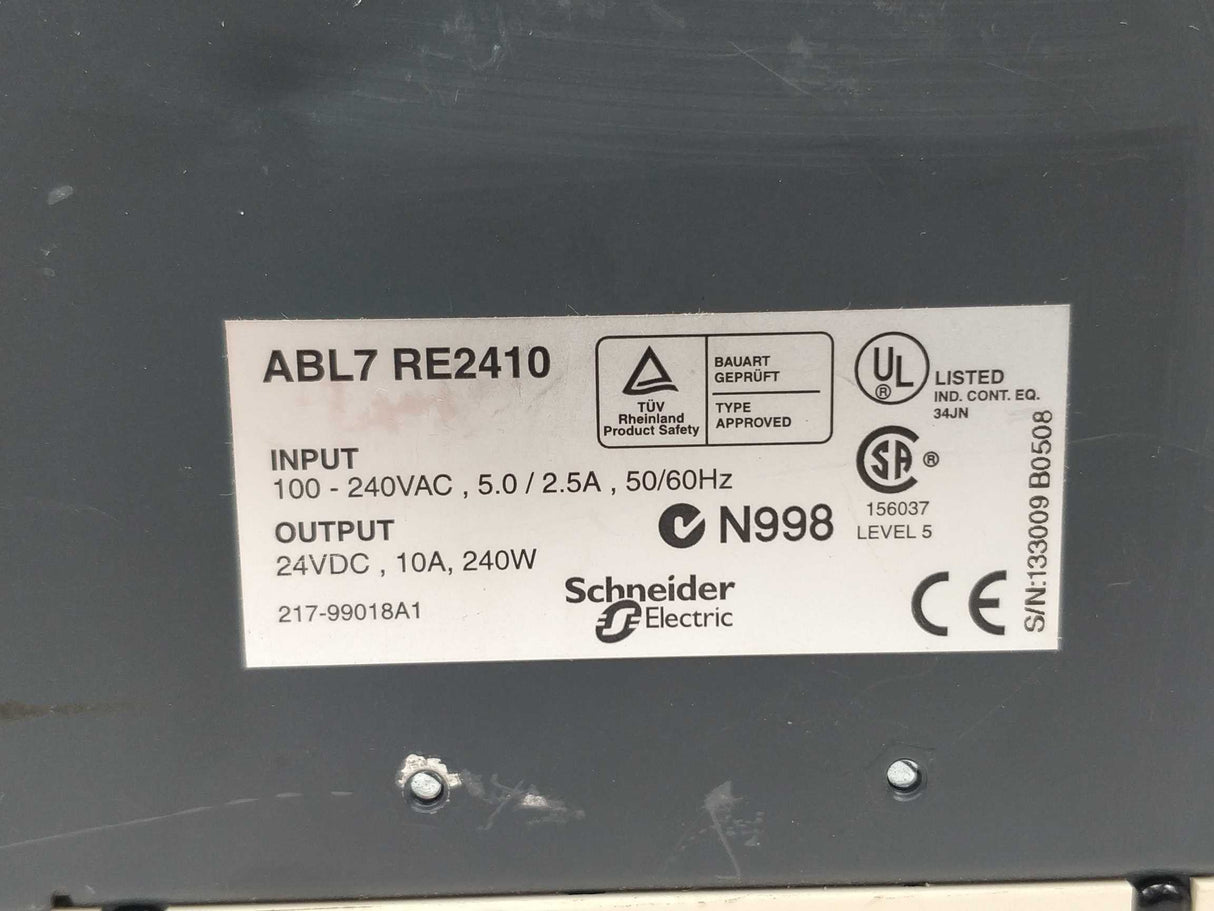 ABL7 RE2410
TÜV
Rheinland
Product Safety
BAUART
GEPRÜFT
TYPE
APPROVED
UL
®
LISTED
IND. CONT. EQ.
34JN
INPUT
100 - 240VAC , 5.0 / 2.5A , 50/60Hz
SA ®
156037
LEVEL 5
OUTPUT
24VDC , 10A, 240W
N998
217-99018A1
Schneider
Electric
CE
S/N:133009 B0508